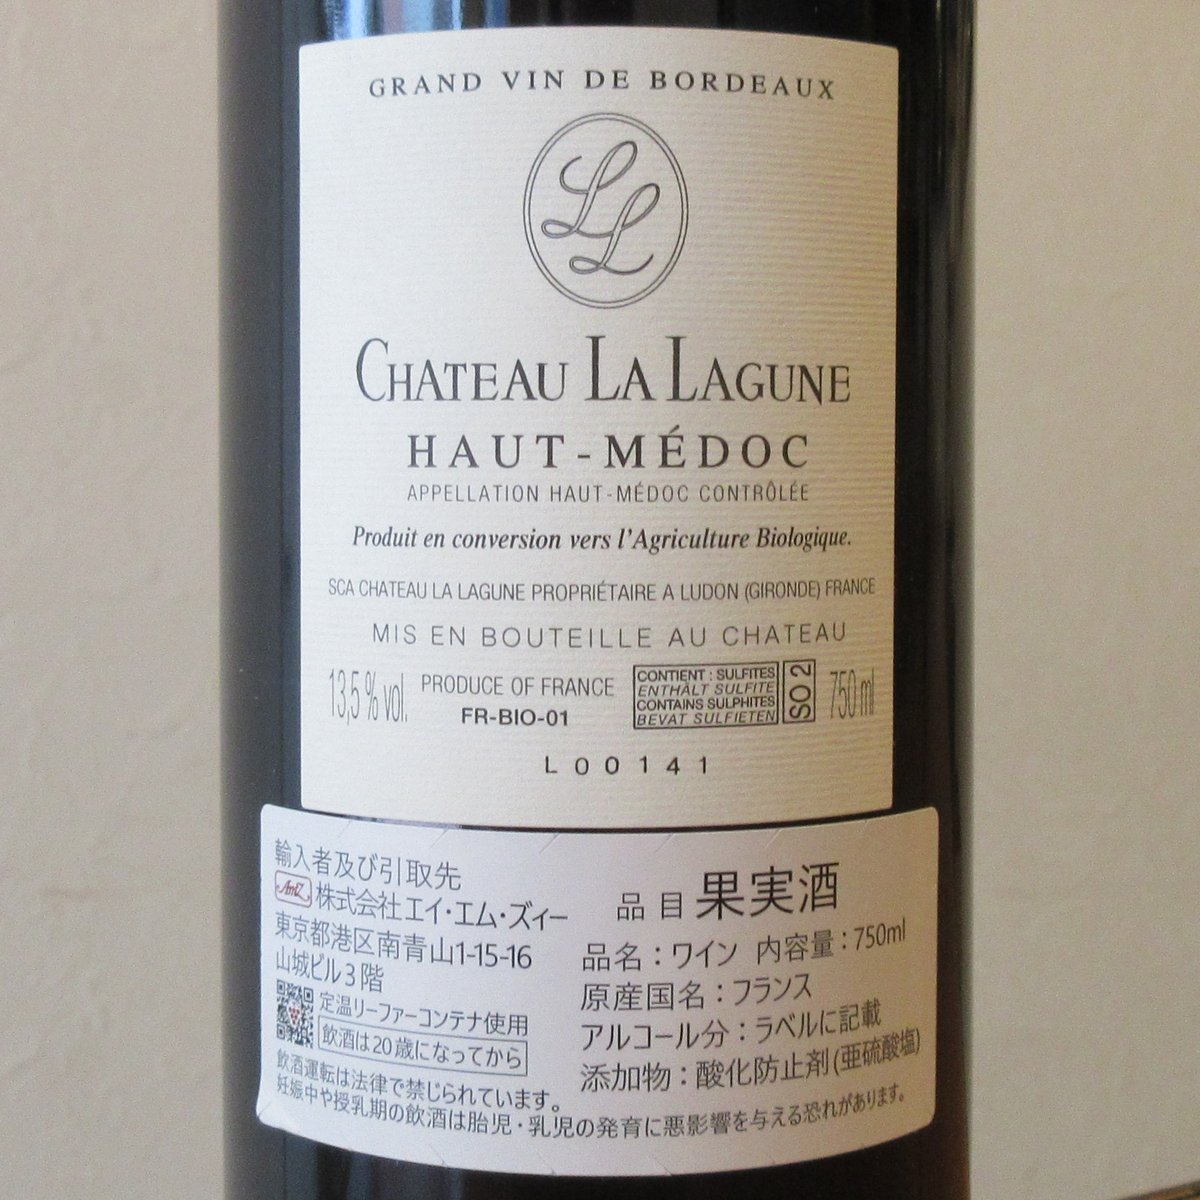 GRAND VIN DE BORDEAUX
LL
CHATEAU LA LAGUNE
HAUT-MÉDOC
APPELLATION HAUT-MÉDOC CONTRÔLÉE
Produit en conversion vers l'Agriculture Biologique.
SCA CHATEAU LA LAGUNE PROPRIÉTAIRE A LUDON (GIRONDE) FRANCE
MIS EN BOUTEILLE AU CHATEAU
13,5 % vol.
PRODUCE OF FRANCE
FR-BIO-01
CONTIENT : SULFITES
ENTHÄLT SULFITE
CONTAINS SULPHITES
BEVAT SULFIETEN
SO2
750 ml
L00141
輸入者及び引取先
AMZ 株式会社エイ・エム・ズィー
東京都港区南青山1-15-16
山城ビル3階
定温リーファーコンテナ使用
飲酒は20歳になってから
飲酒運転は法律で禁じられています。
妊娠中や授乳期の飲酒は胎児・乳児の発育に悪影響を与える恐れがあります。
品目 果実酒
品名：ワイン 内容量：750ml
原産国名：フランス
アルコール分：ラベルに記載
添加物：酸化防止剤(亜硫酸塩)